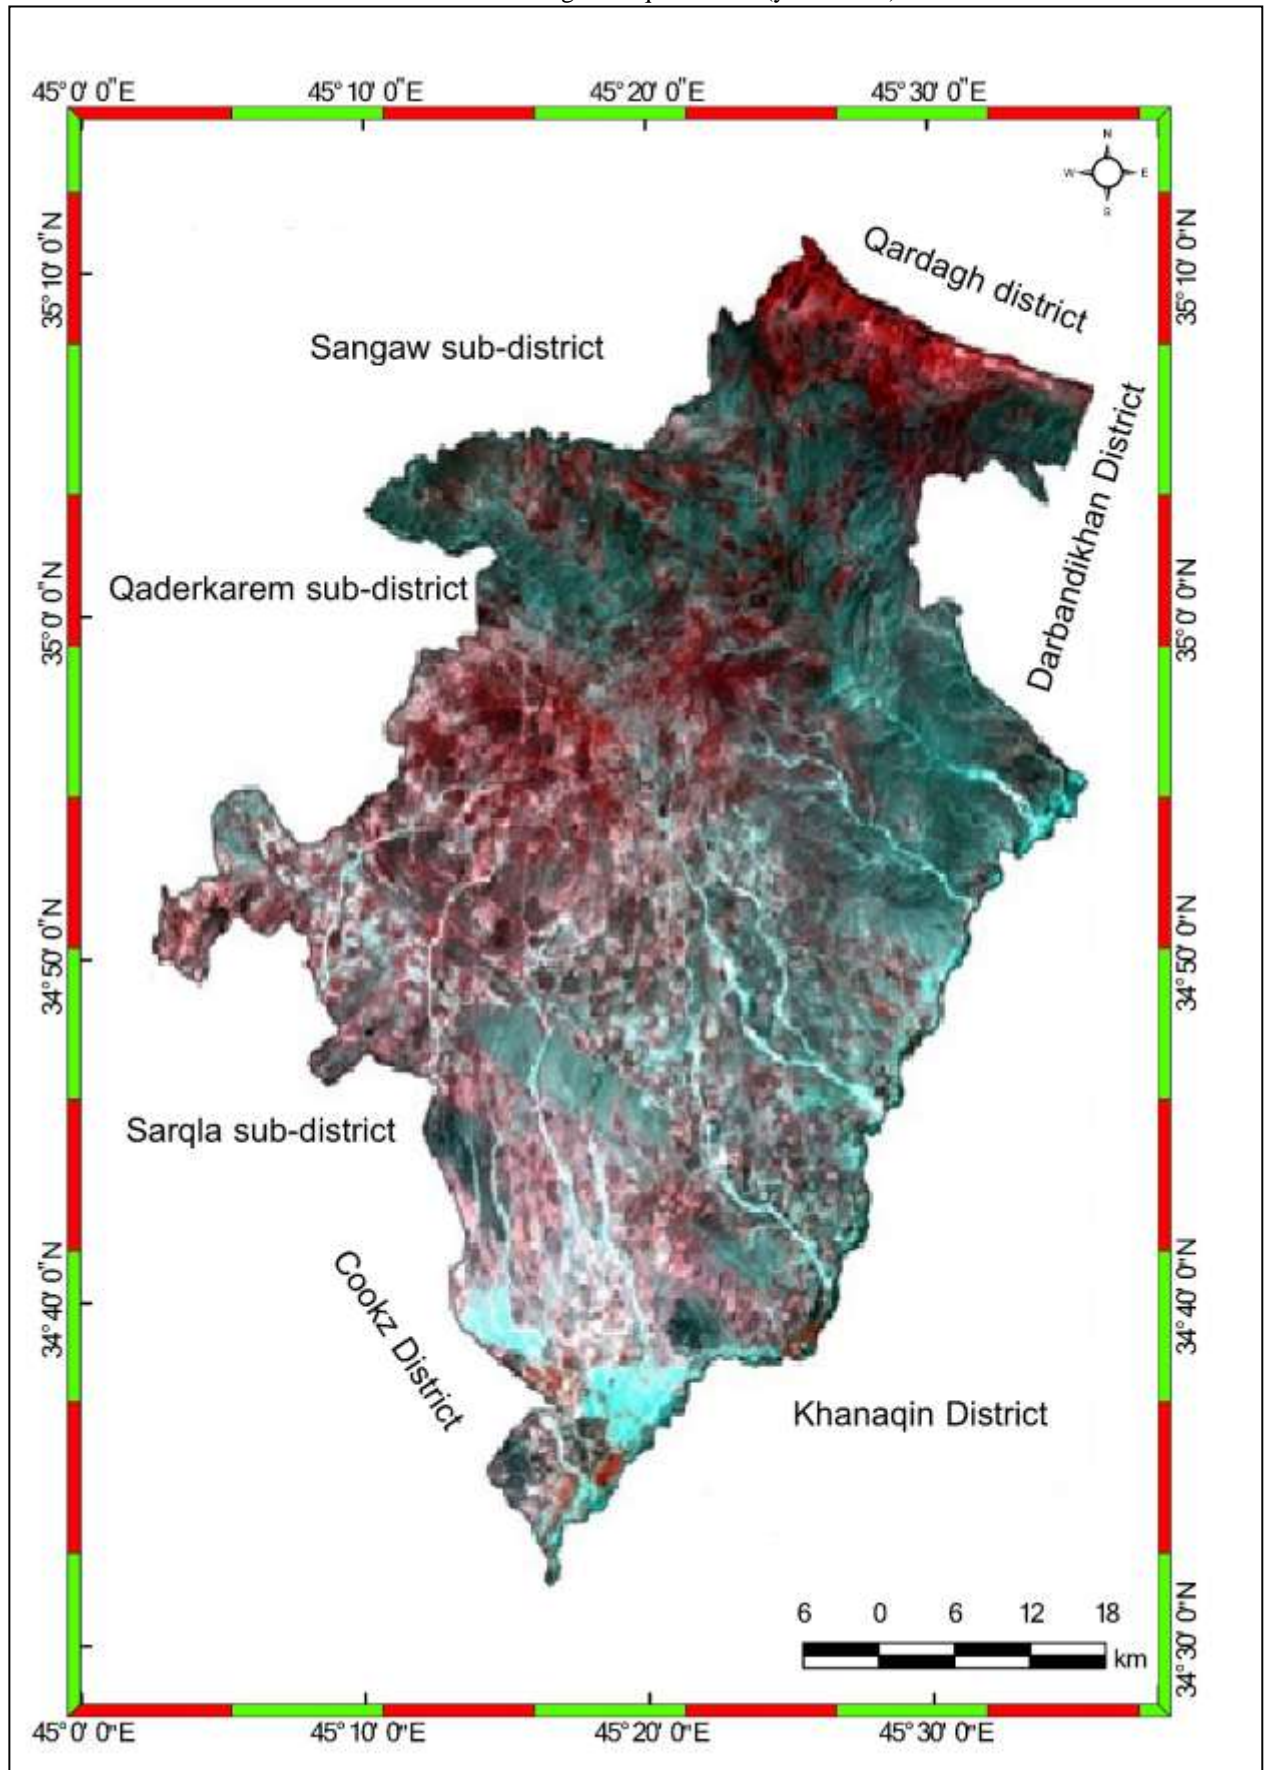 45° 0' 0"E 45° 10' 0"E 45° 20' 0"E 45° 30' 0"E
N
W E
S
35° 10' 0"N
35° 10' 0"N
Qardagh district
Sangaw sub-district
Darbandikhan District
Qaderkarem sub-district
35° 0' 0"N
35° 0' 0"N
34° 50' 0"N
34° 50' 0"N
Sarqla sub-district
Cookz District
34° 40' 0"N
34° 40' 0"N
Khanaqin District
6 0 6 12 18
km
34° 30' 0"N
45° 0' 0"E 45° 10' 0"E 45° 20' 0"E 45° 30' 0"E